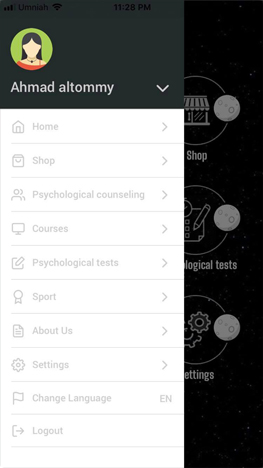 Umniah
11:28 PM
Ahmad altommy
Home
Shop
Psychological counseling
Courses
Psychological tests
Sport
About Us
Settings
Change Language EN
Logout
Shop
ological tests
ettings